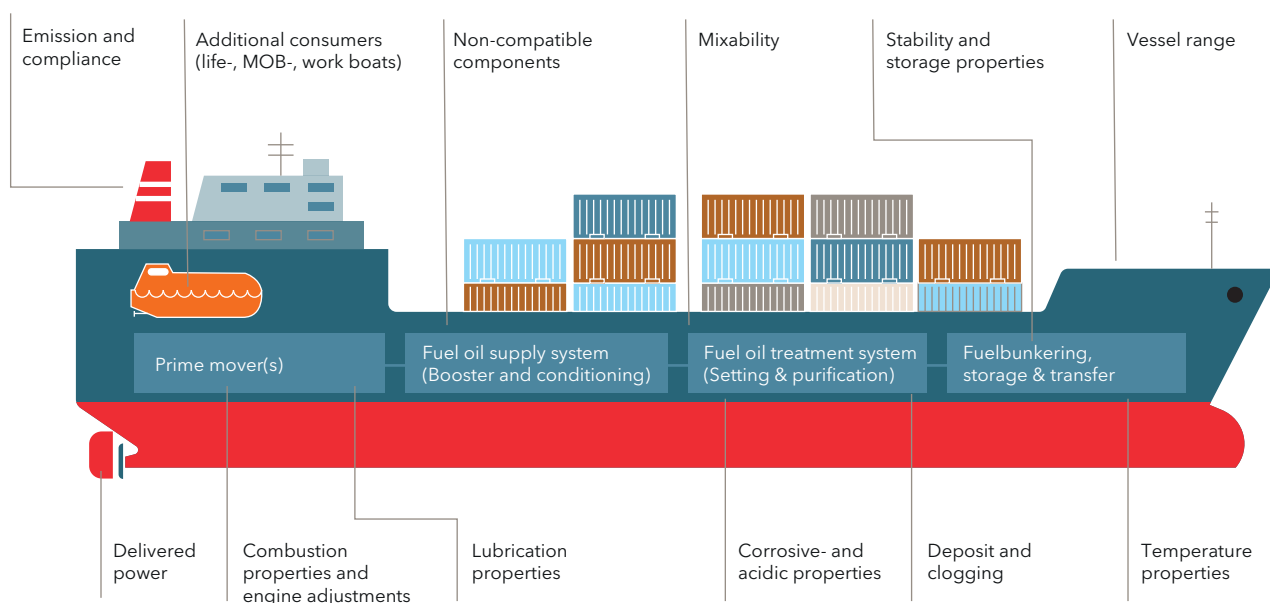 Emission and
compliance
Additional consumers
(life-, MOB-, work boats)
Non-compatible
components
Mixability
Stability and
storage properties
Vessel range
Prime mover(s)
Fuel oil supply system
(Booster and conditioning)
Fuel oil treatment system
(Setting & purification)
Fuelbunkering,
storage & transfer
Delivered
power
Combustion
properties and
engine adjustments
Lubrication
properties
Corrosive- and
acidic properties
Deposit and
clogging
Temperature
properties